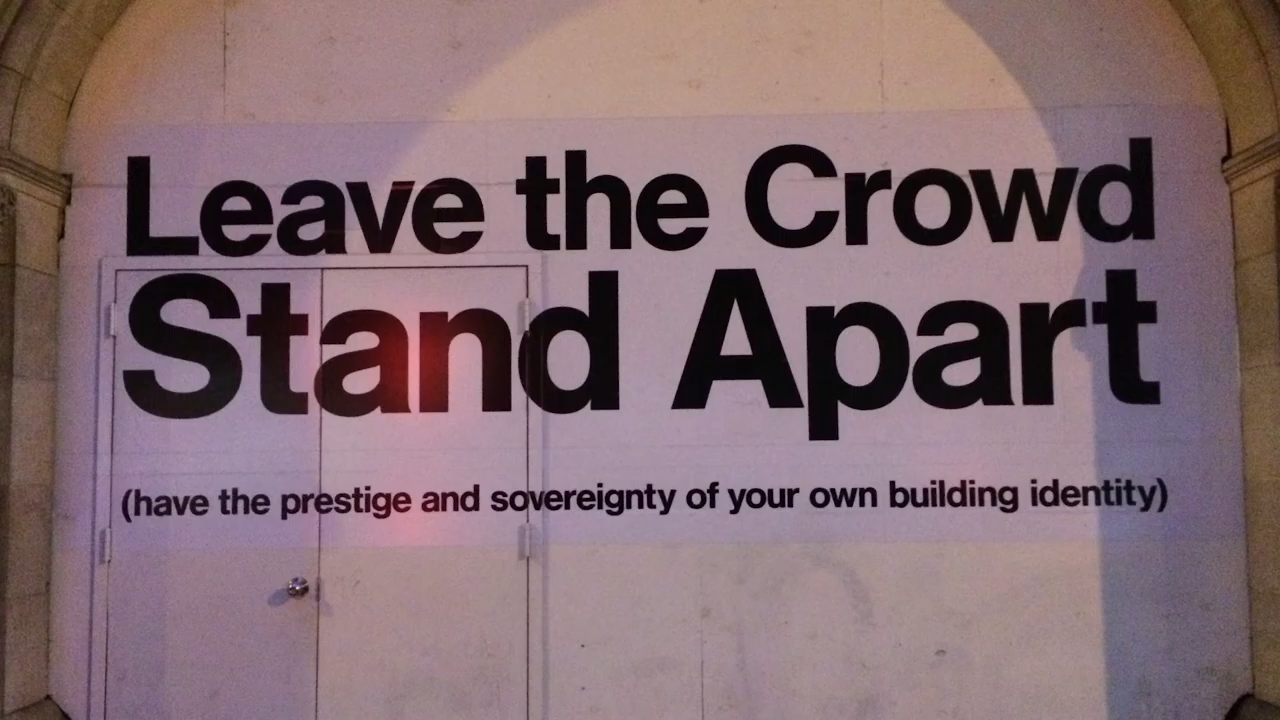 Leave the Crowd
Stand Apart
(have the prestige and sovereignty of your own building identity)